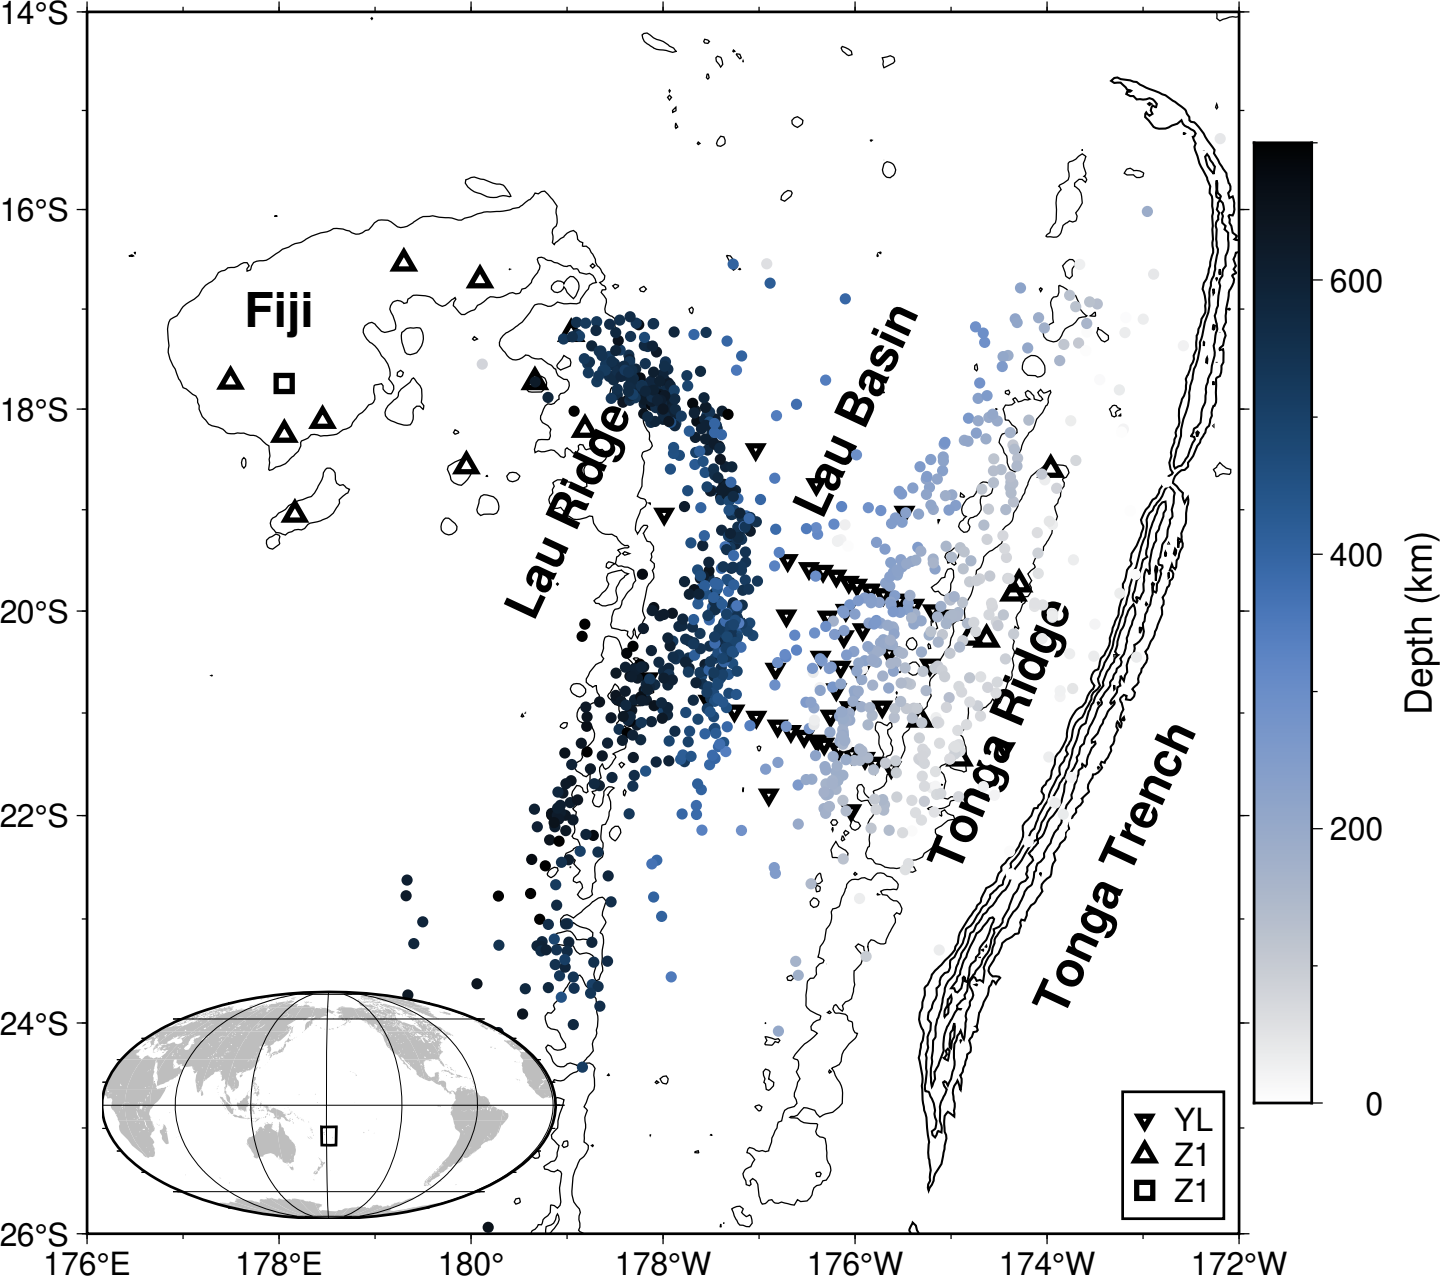 14°S
16°S
18°S
20°S
22°S
24°S
26°S
176°E
178°E
180°
178°W
176°W
174°W
172°W
Fiji
Lau Ridge
Lau Basin
Tonga Ridge
Tonga Trench
YL
Z1
Z1
600
400
200
0
Depth (km)